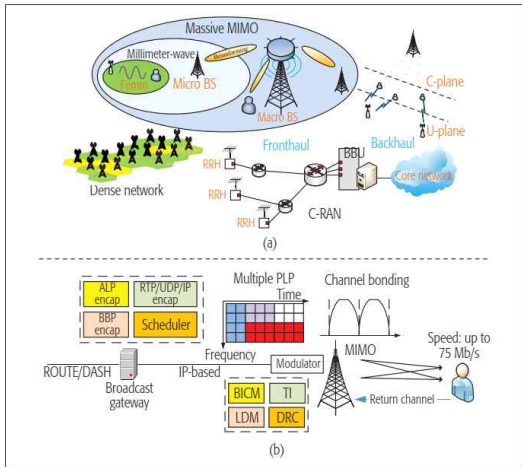 Massive MIMO
Millimeter-wave
Beamforming
Femto
Micro BS
Macro BS
C-plane
U-plane
Fronthaul
Backhaul
BBU
RRH
Core network
Dense network
RRH
C-RAN
RRH
(a)
ALP
encap
RTP/UDP/IP
encap
BBP
encap
Scheduler
Multiple PLP
Time
Channel bonding
Frequency
MIMO
Speed: up to
75 Mb/s
ROUTE/DASH
IP-based
Modulator
Broadcast
gateway
BICM
TI
LDM
DRC
Return channel
(b)